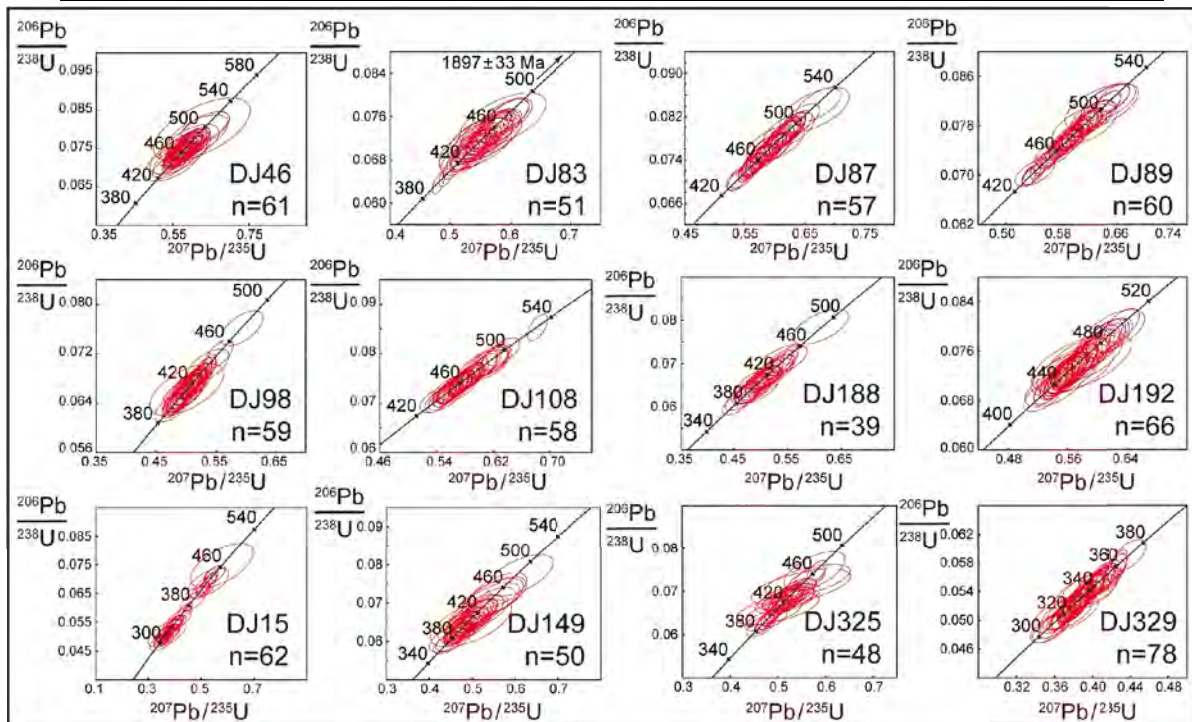 206Pb
238U
0.095
0.085
0.075
0.065
580
540
500
460
420
380
DJ46
n=61
0.35
0.55
0.75
207Pb/235U
206Pb
238U
0.084
0.076
0.068
0.060
1897±33 Ma
500
460
420
380
DJ83
n=51
0.4
0.5
0.6
0.7
207Pb/235U
206Pb
238U
0.090
0.082
0.074
0.066
540
500
460
420
DJ87
n=57
0.45
0.55
0.65
0.75
207Pb/235U
206Pb
238U
0.086
0.078
0.070
0.062
540
500
460
420
DJ89
n=60
0.50
0.58
0.66
0.74
207Pb/235U
206Pb
238U
0.080
0.072
0.064
0.056
500
460
420
380
DJ98
n=59
0.35
0.45
0.55
0.65
207Pb/235U
206Pb
238U
0.09
0.08
0.07
0.06
540
500
460
420
DJ108
n=58
0.46
0.54
0.62
0.70
207Pb/235U
206Pb
238U
0.08
0.07
0.06
500
460
420
380
340
DJ188
n=39
0.35
0.45
0.55
0.65
207Pb/235U
206Pb
238U
0.084
0.076
0.068
0.060
520
480
440
400
DJ192
n=66
0.48
0.56
0.64
207Pb/235U
206Pb
238U
0.085
0.075
0.065
0.055
0.045
540
460
380
300
DJ15
n=62
0.1
0.3
0.5
0.7
207Pb/235U
206Pb
238U
0.09
0.08
0.07
0.06
540
500
460
420
380
340
DJ149
n=50
0.3
0.4
0.5
0.6
0.7
207Pb/235U
206Pb
238U
0.08
0.07
0.06
500
460
420
380
340
DJ325
n=48
0.3
0.4
0.5
0.6
0.7
207Pb/235U
206Pb
238U
0.062
0.058
0.054
0.050
0.046
380
360
340
320
300
DJ329
n=78
0.32
0.36
0.40
0.44
0.48
207Pb/235U